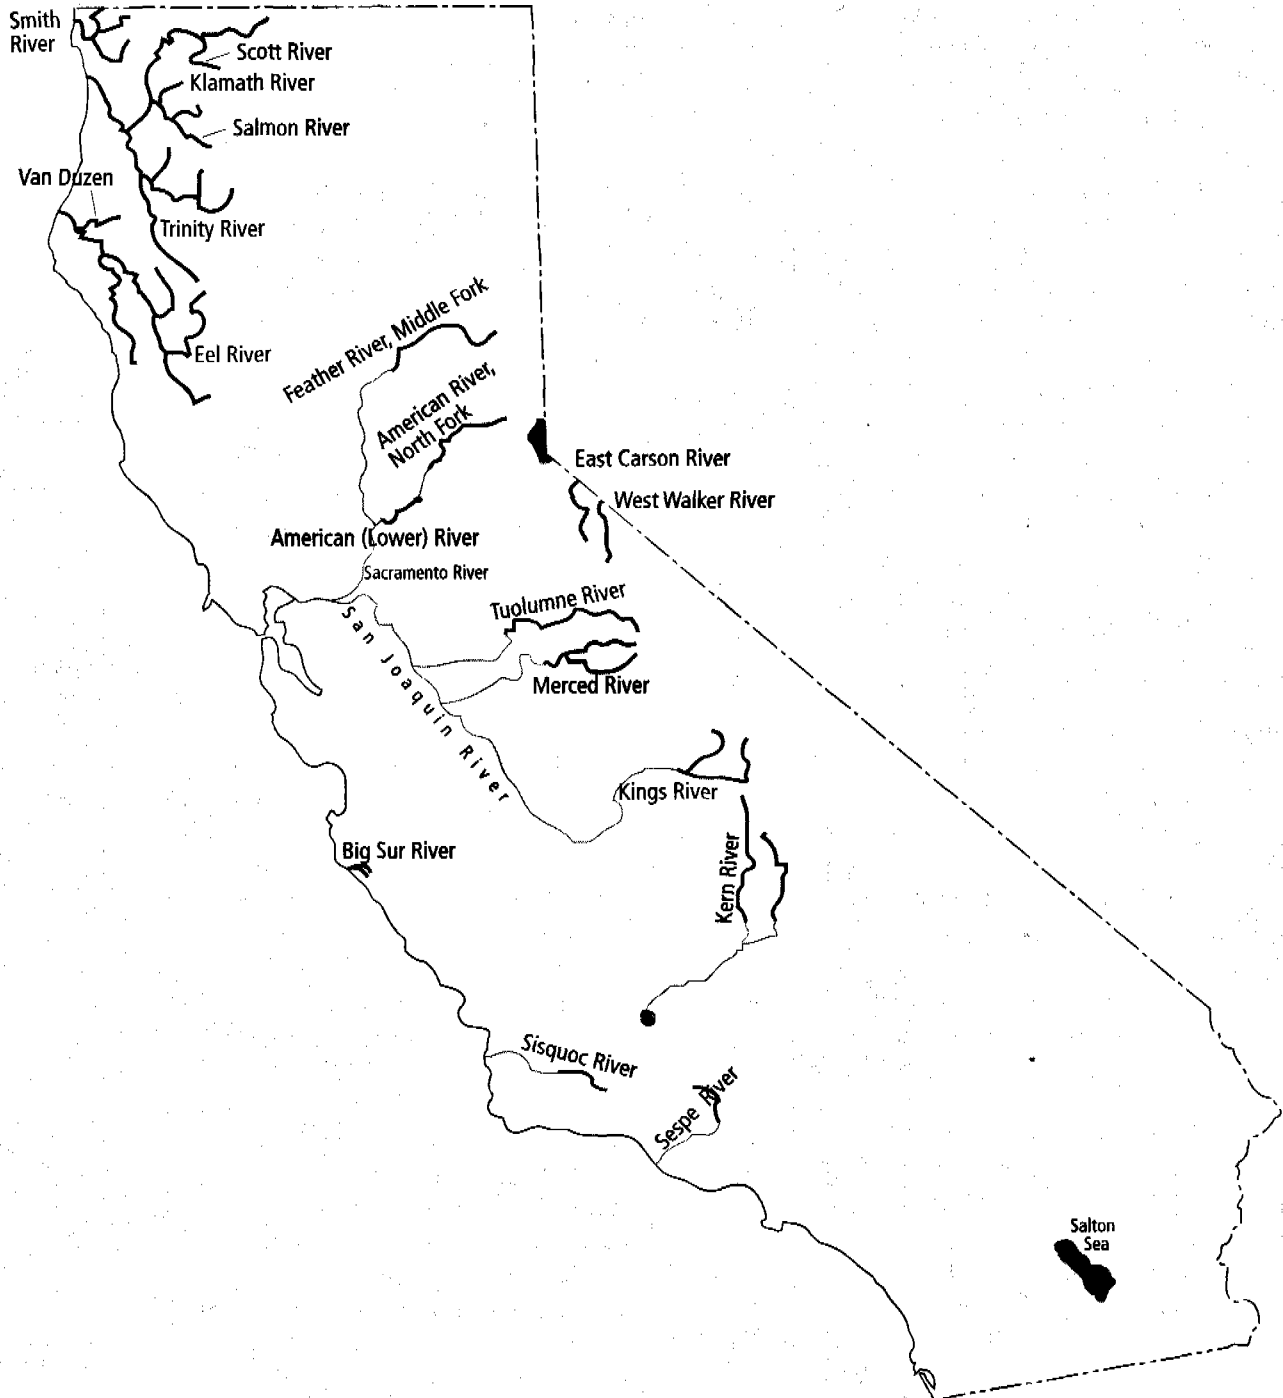 Smith
River
Scott River
Klamath River
Salmon River
Van Duzen
Trinity River
Feather River, Middle Fork
Eel River
American River,
North Fork
East Carson River
West Walker River
American (Lower) River
Sacramento River
Tuolumne River
San Joaquin River
Merced River
Kings River
Kern River
Big Sur River
Sisquoc River
Sespe River
Salton
Sea